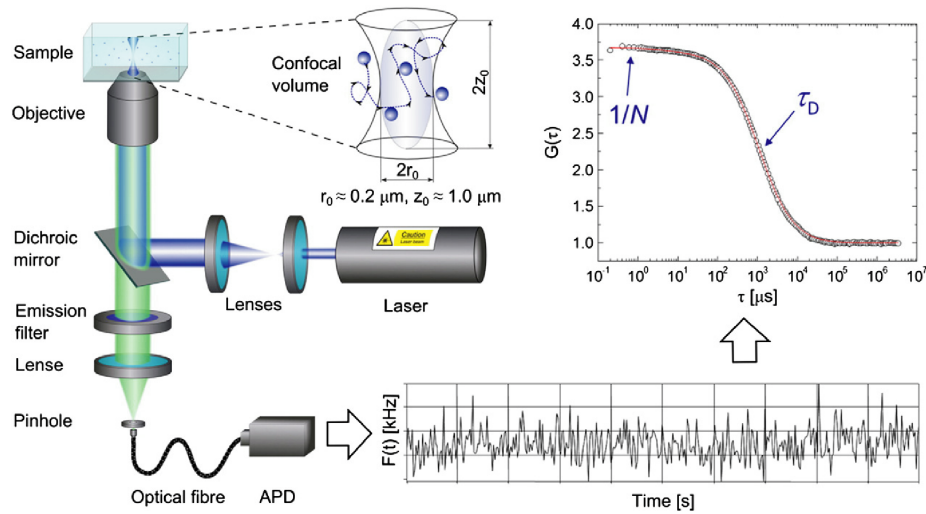 Sample
Objective
Dichroic
mirror
Emission
filter
Lense
Pinhole
Optical fibre
APD
Lenses
Laser
Caution
Laser beam
Confocal
volume
2z₀
2r₀
r₀ ≈ 0.2 μm, z₀ ≈ 1.0 μm
G(τ)
4.0
3.5
3.0
2.5
2.0
1.5
1.0
1/N
τD
10⁻¹ 10⁰ 10¹ 10² 10³ 10⁴ 10⁵ 10⁶ 10⁷
τ [μs]
F(t) [kHz]
Time [s]